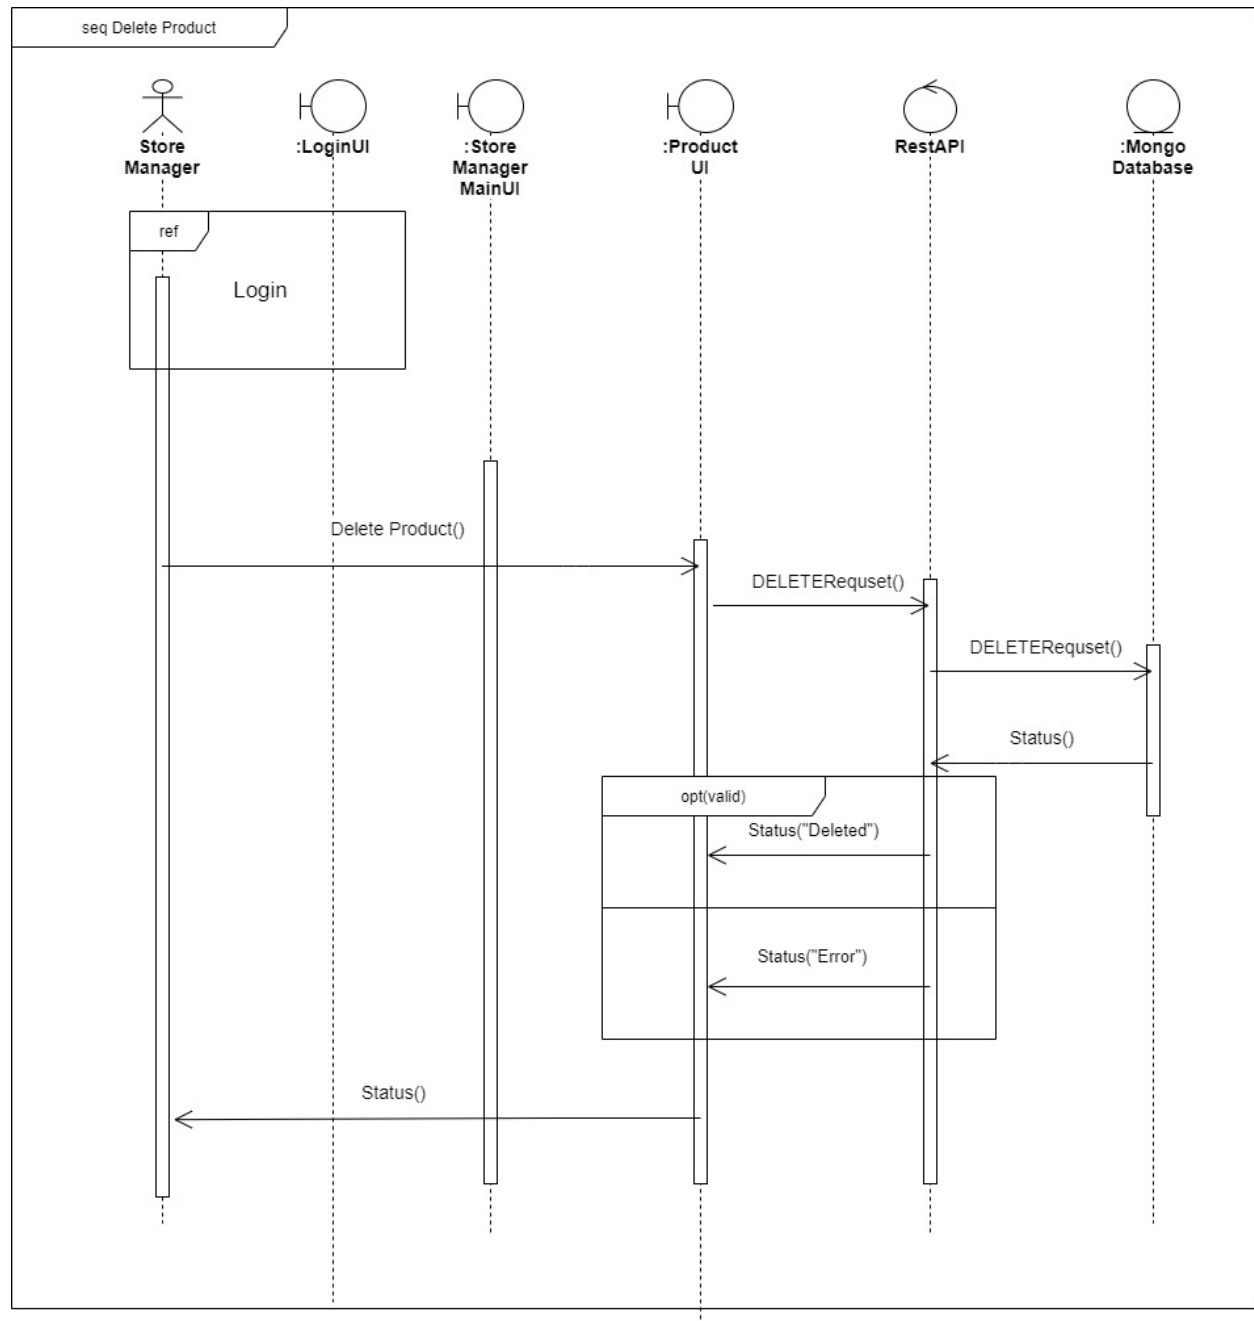 seq Delete Product
Store
Manager
:LoginUI
:Store
Manager
MainUI
:Product
UI
RestAPI
:Mongo
Database
ref
Login
Delete Product()
DELETERequset()
DELETERequset()
Status()
opt(valid)
Status("Deleted")
Status("Error")
Status()